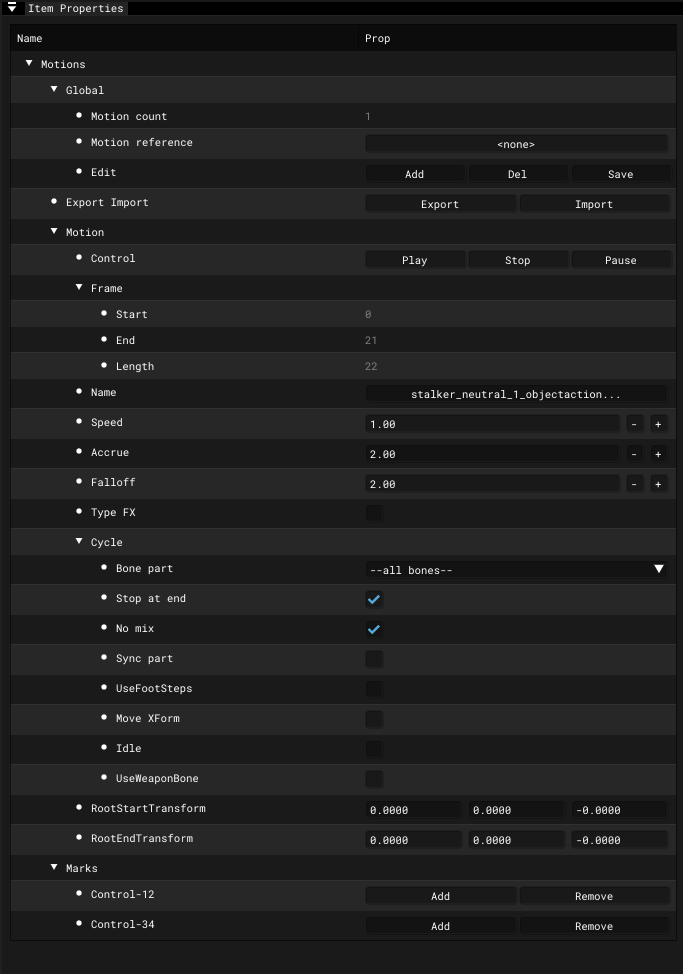 Item Properties
Name Prop
Motions
Global
Motion count 1
Motion reference <none>
Edit Add Del Save
Export Import Export Import
Motion
Control Play Stop Pause
Frame
Start 0
End 21
Length 22
Name stalker_neutral_1_objectaction...
Speed 1.00 - +
Accrue 2.00 - +
Falloff 2.00 - +
Type FX
Cycle
Bone part --all bones--
Stop at end
No mix
Sync part
UseFootSteps
Move XForm
Idle
UseWeaponBone
RootStartTransform 0.0000 0.0000 -0.0000
RootEndTransform 0.0000 0.0000 -0.0000
Marks
Control-12 Add Remove
Control-34 Add Remove